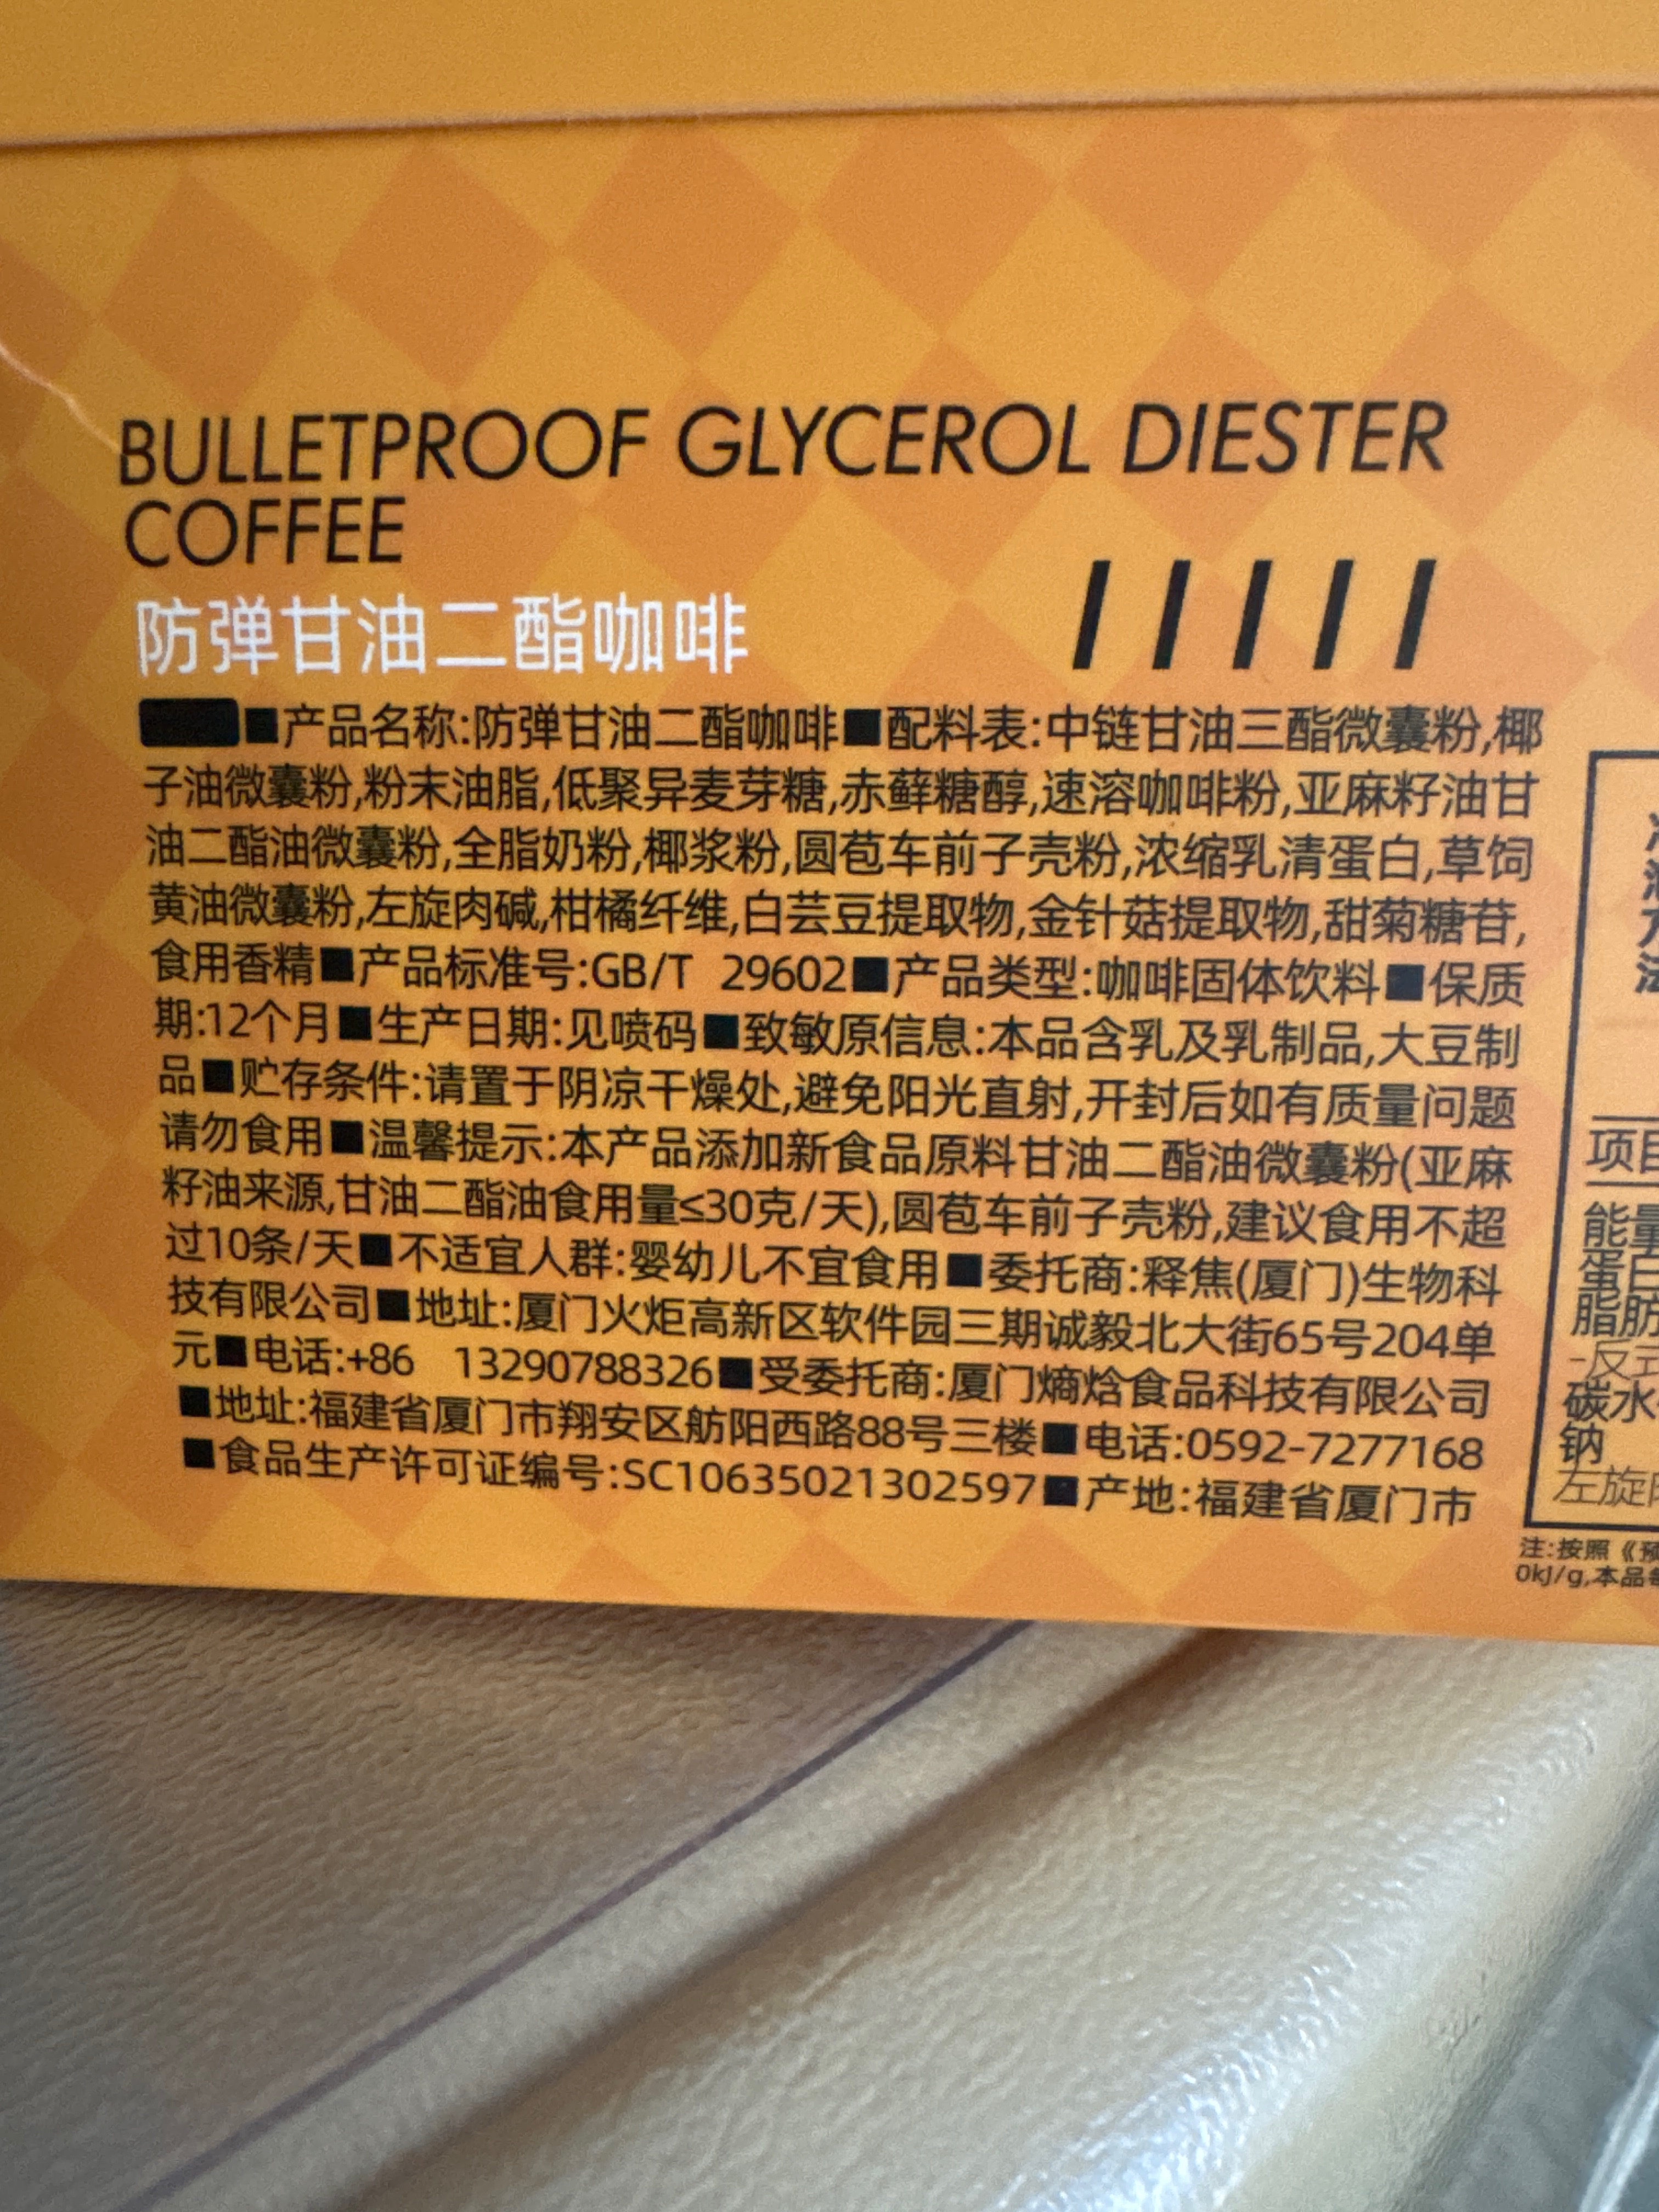 BULLETPROOF GLYCEROL DIESTER
COFFEE
防弹甘油二酯咖啡
■产品名称:防弹甘油二酯咖啡■配料表:中链甘油三酯微囊粉,椰
子油微囊粉,粉末油脂,低聚异麦芽糖,赤藓糖醇,速溶咖啡粉,亚麻籽油甘
油二酯油微囊粉,全脂奶粉,椰浆粉,圆苞车前子壳粉,浓缩乳清蛋白,草饲
黄油微囊粉,左旋肉碱,柑橘纤维,白芸豆提取物,金针菇提取物,甜菊糖苷,
食用香精■产品标准号:GB/T 29602■产品类型:咖啡固体饮料■保质
期:12个月■生产日期:见喷码■致敏原信息:本品含乳及乳制品,大豆制
品■贮存条件:请置于阴凉干燥处,避免阳光直射,开封后如有质量问题
请勿食用■温馨提示:本产品添加新食品原料甘油二酯油微囊粉(亚麻
籽油来源,甘油二酯油食用量≤30克/天),圆苞车前子壳粉,建议食用不超
过10条/天■不适宜人群:婴幼儿不宜食用■委托商:释焦(厦门)生物科
技有限公司■地址:厦门火炬高新区软件园三期诚毅北大街65号204单
元■电话:+86 13290788326■受委托商:厦门熵焓食品科技有限公司
■地址:福建省厦门市翔安区舫阳西路88号三楼■电话:0592-7277168
■食品生产许可证编号:SC10635021302597■产地:福建省厦门市
项目
能量
蛋白
脂肪
-反式
碳水
钠
左旋肉
注:按照《预
0kJ/g,本品每